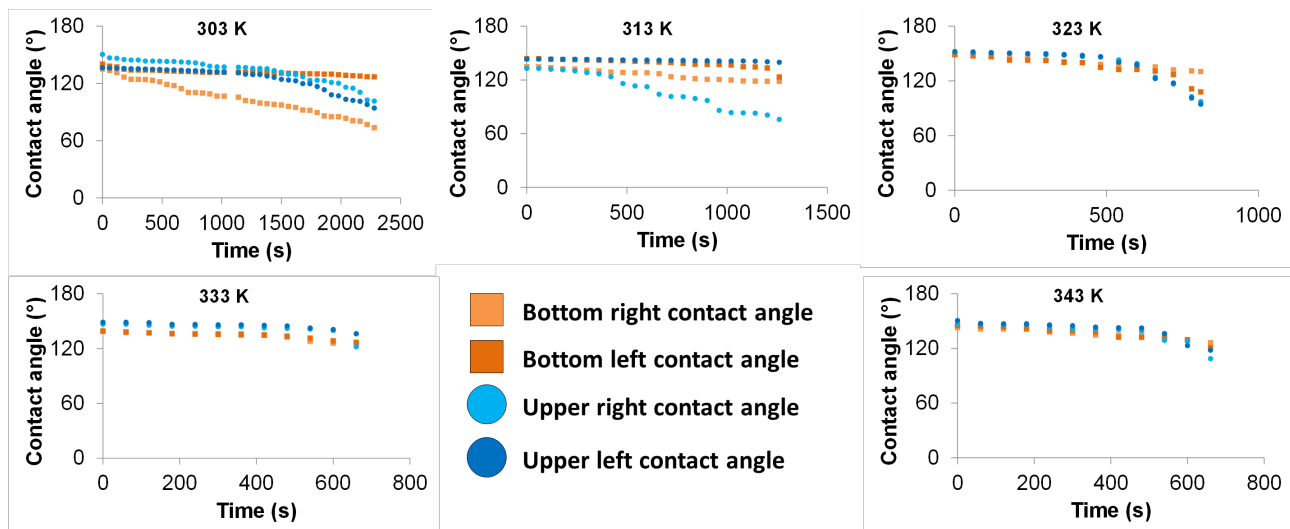 303 K
Contact angle (°)
180
120
60
0
0 500 1000 1500 2000 2500
Time (s)
313 K
Contact angle (°)
180
120
60
0
0 500 1000 1500
Time (s)
323 K
Contact angle (°)
180
120
60
0
0 500 1000
Time (s)
333 K
Contact angle (°)
180
120
60
0
0 200 400 600 800
Time (s)
Bottom right contact angle
Bottom left contact angle
Upper right contact angle
Upper left contact angle
343 K
Contact angle (°)
180
120
60
0
0 200 400 600 800
Time (s)